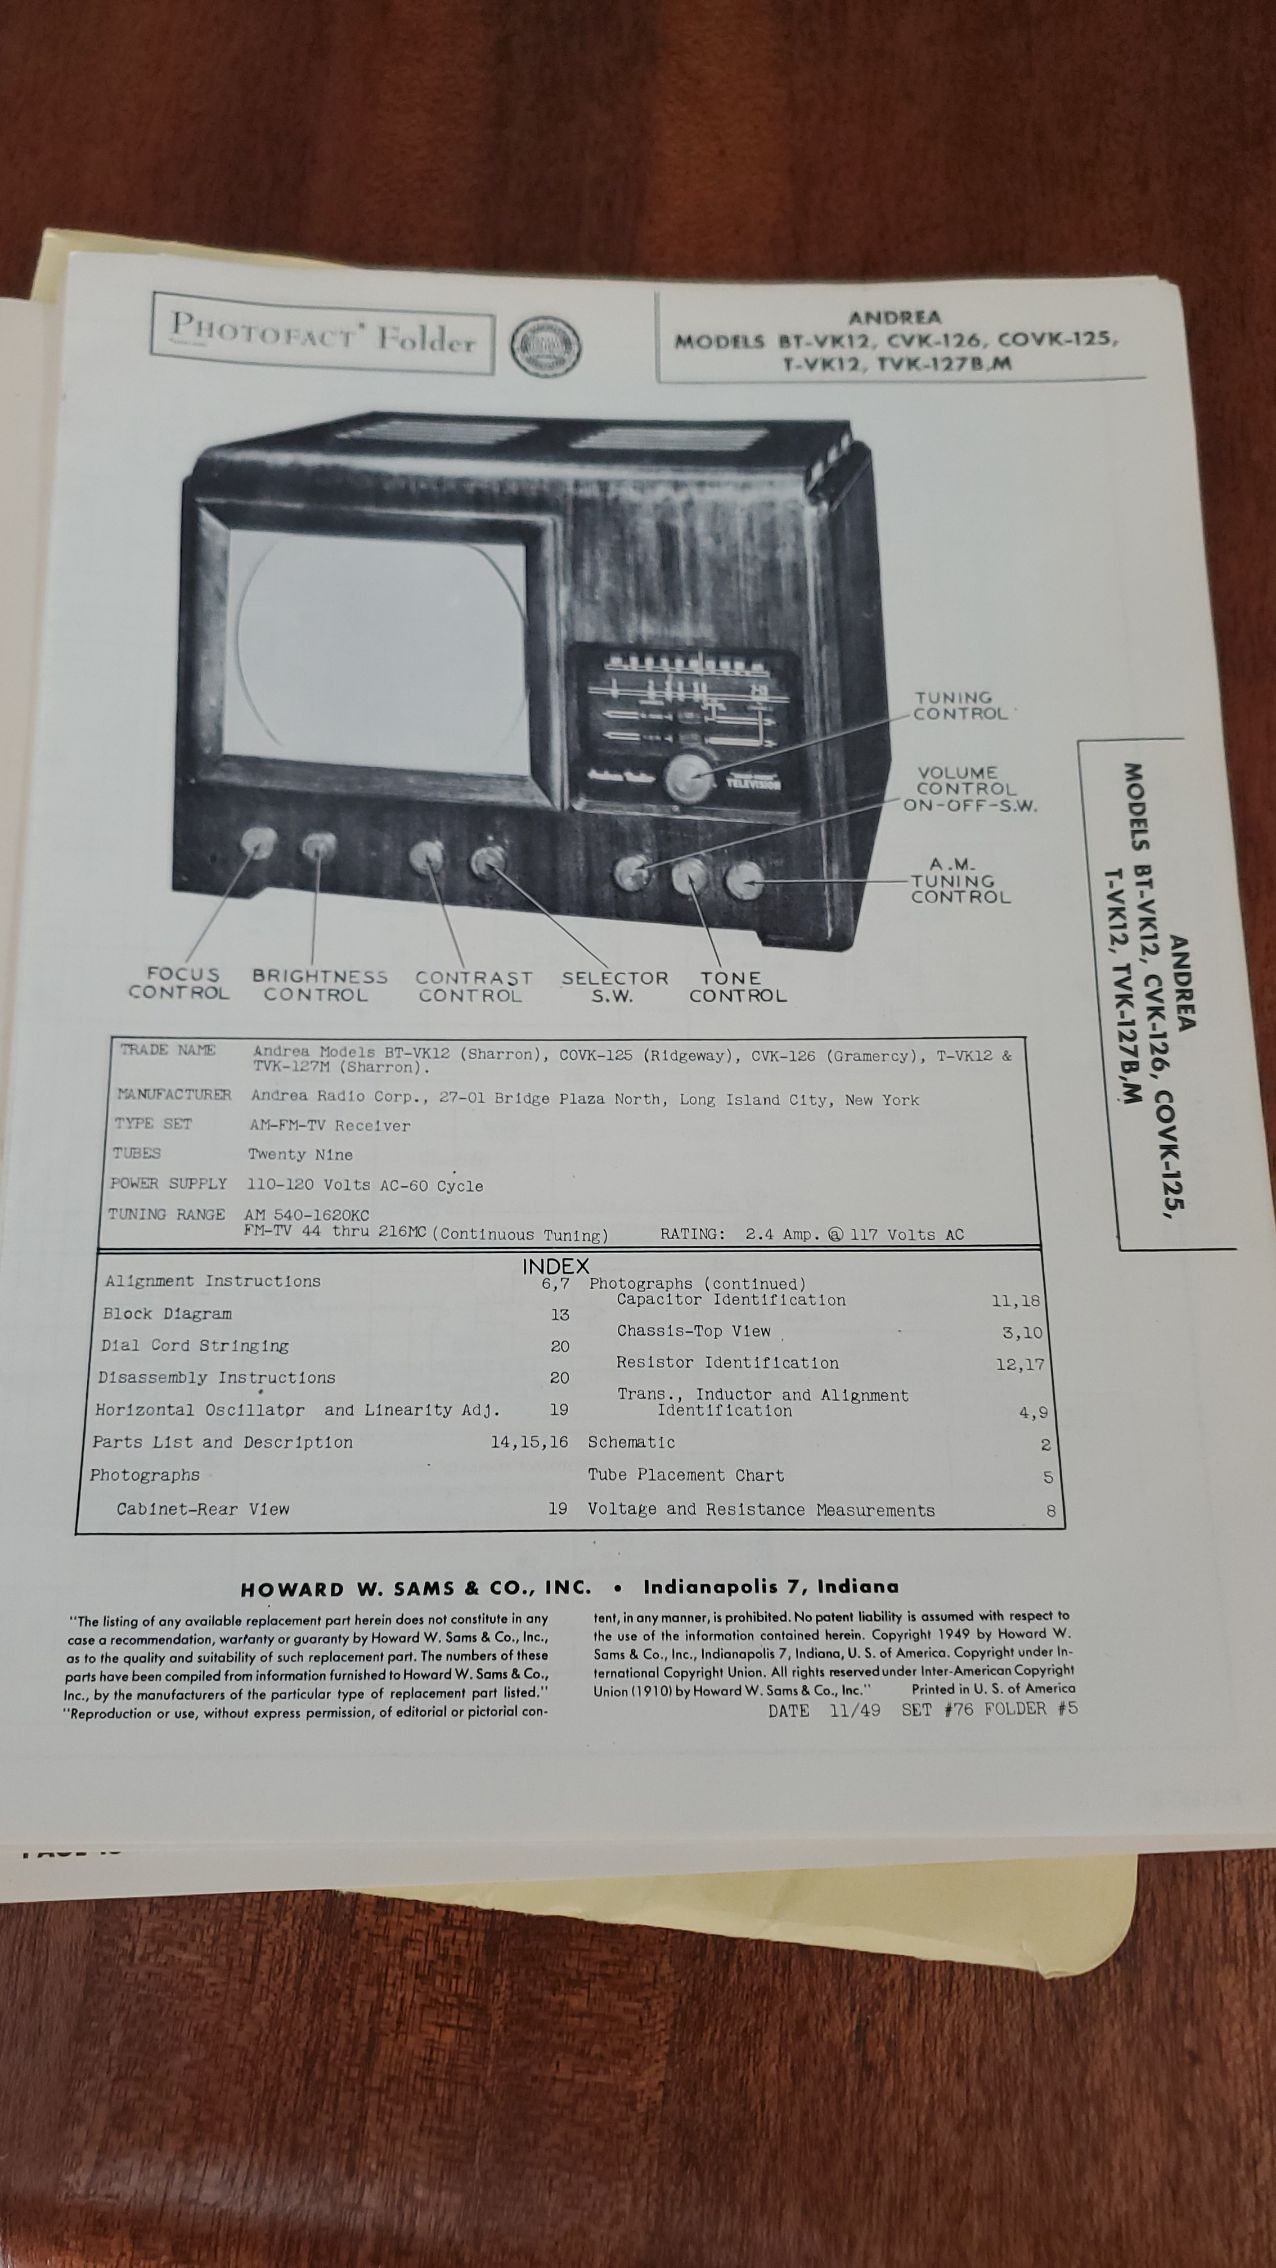 PHOTOFACT* Folder
ANDREA
MODELS BT-VK12, CVK-126, COVK-125,
T-VK12, TVK-127B,M
TUNING
CONTROL
VOLUME
CONTROL
ON-OFF-S.W.
A.M.
TUNING
CONTROL
TELEVISION
FOCUS
CONTROL
BRIGHTNESS
CONTROL
CONTRAST
CONTROL
SELECTOR
S.W.
TONE
CONTROL
ANDREA
MODELS BT-VK12, CVK-126, COVK-125,
T-VK12, TVK-127B,M
TRADE NAME Andrea Models BT-VK12 (Sharron), COVK-125 (Ridgeway), CVK-126 (Gramercy), T-VK12 &
TVK-127M (Sharron).
MANUFACTURER Andrea Radio Corp., 27-01 Bridge Plaza North, Long Island City, New York
TYPE SET AM-FM-TV Receiver
TUBES Twenty Nine
POWER SUPPLY 110-120 Volts AC-60 Cycle
TUNING RANGE AM 540-1620KC
FM-TV 44 thru 216MC (Continuous Tuning) RATING: 2.4 Amp. @ 117 Volts AC
INDEX
Alignment Instructions 6,7
Block Diagram 13
Dial Cord Stringing 20
Disassembly Instructions 20
Horizontal Oscillator and Linearity Adj. 19
Parts List and Description 14,15,16
Photographs
Cabinet-Rear View 19
Photographs (continued)
Capacitor Identification 11,18
Chassis-Top View 3,10
Resistor Identification 12,17
Trans., Inductor and Alignment
Identification 4,9
Schematic 2
Tube Placement Chart 5
Voltage and Resistance Measurements 8
HOWARD W. SAMS & CO., INC. • Indianapolis 7, Indiana
"The listing of any available replacement part herein does not constitute in any
case a recommendation, warranty or guaranty by Howard W. Sams & Co., Inc.,
as to the quality and suitability of such replacement part. The numbers of these
parts have been compiled from information furnished to Howard W. Sams & Co.,
Inc., by the manufacturers of the particular type of replacement part listed."
"Reproduction or use, without express permission, of editorial or pictorial con-
tent, in any manner, is prohibited. No patent liability is assumed with respect to
the use of the information contained herein. Copyright 1949 by Howard W.
Sams & Co., Inc., Indianapolis 7, Indiana, U. S. of America. Copyright under In-
ternational Copyright Union. All rights reserved under Inter-American Copyright
Union (1910) by Howard W. Sams & Co., Inc." Printed in U. S. of America
DATE 11/49 SET #76 FOLDER #5